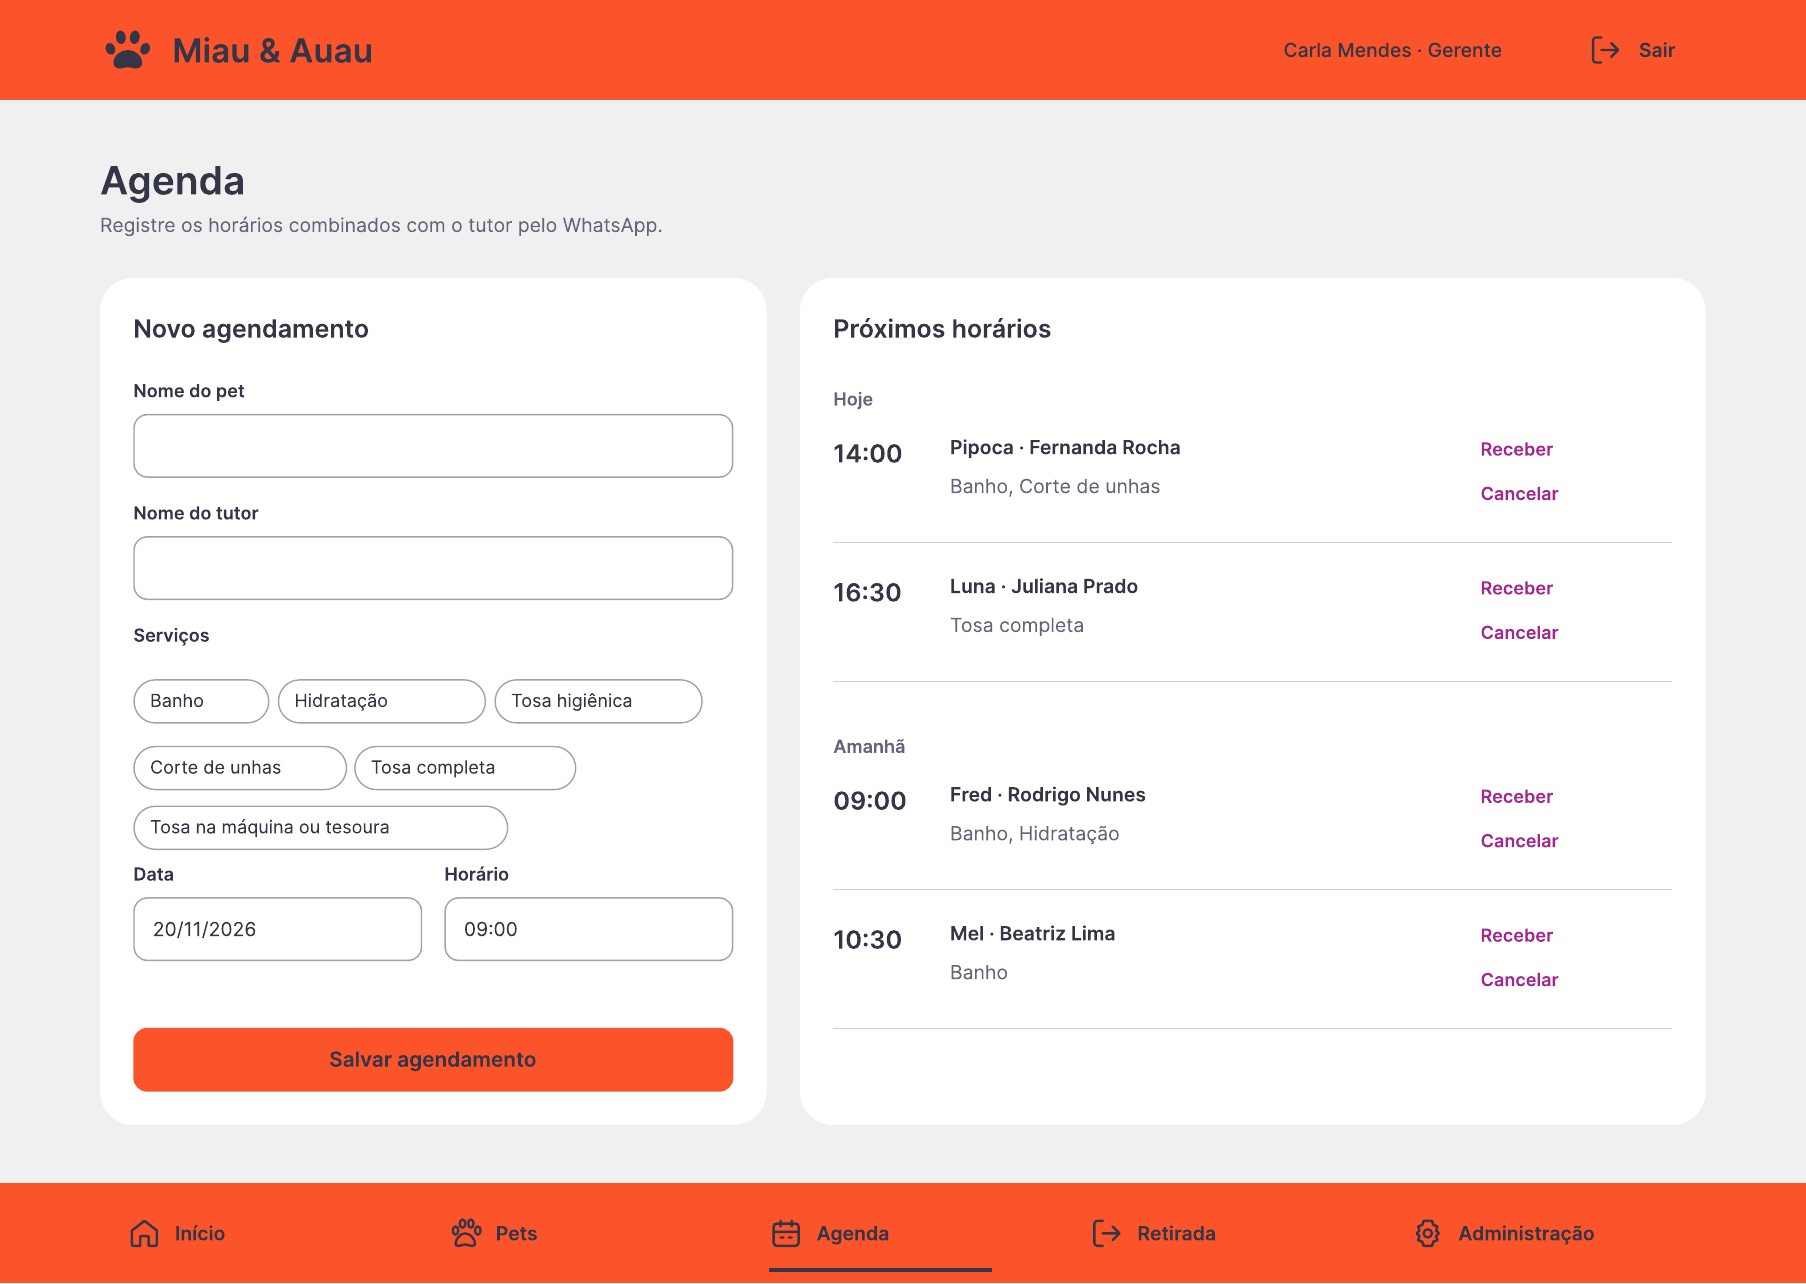 Miau & Auau
Carla Mendes · Gerente
Sair
Agenda
Registre os horários combinados com o tutor pelo WhatsApp.
Novo agendamento
Nome do pet
Nome do tutor
Serviços
Banho
Hidratação
Tosa higiênica
Corte de unhas
Tosa completa
Tosa na máquina ou tesoura
Data
Horário
20/11/2026
09:00
Salvar agendamento
Próximos horários
Hoje
14:00
Pipoca · Fernanda Rocha
Banho, Corte de unhas
Receber
Cancelar
16:30
Luna · Juliana Prado
Tosa completa
Receber
Cancelar
Amanhã
09:00
Fred · Rodrigo Nunes
Banho, Hidratação
Receber
Cancelar
10:30
Mel · Beatriz Lima
Banho
Receber
Cancelar
Início
Pets
Agenda
Retirada
Administração